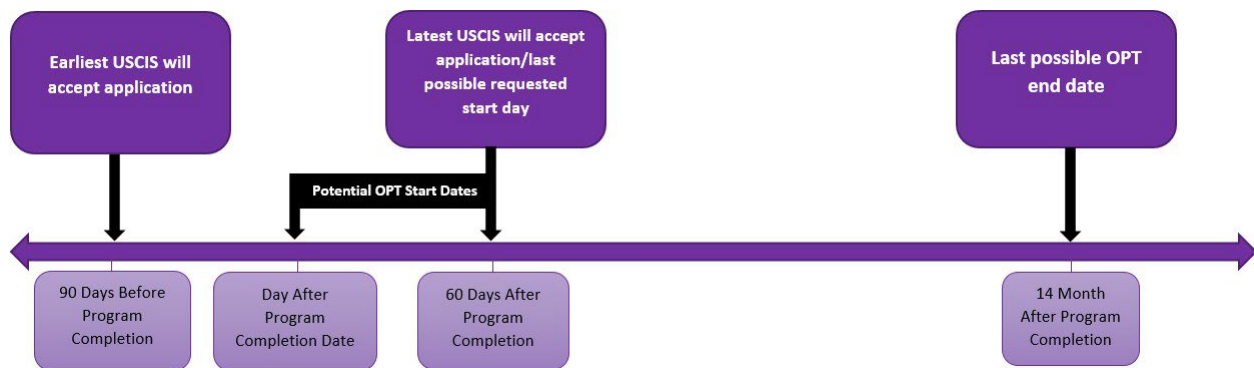 Earliest USCIS will
accept application
Latest USCIS will accept
application/last
possible requested
start day
Last possible OPT
end date
Potential OPT Start Dates
90 Days Before
Program
Completion
Day After
Program
Completion Date
60 Days After
Program
Completion
14 Month
After Program
Completion